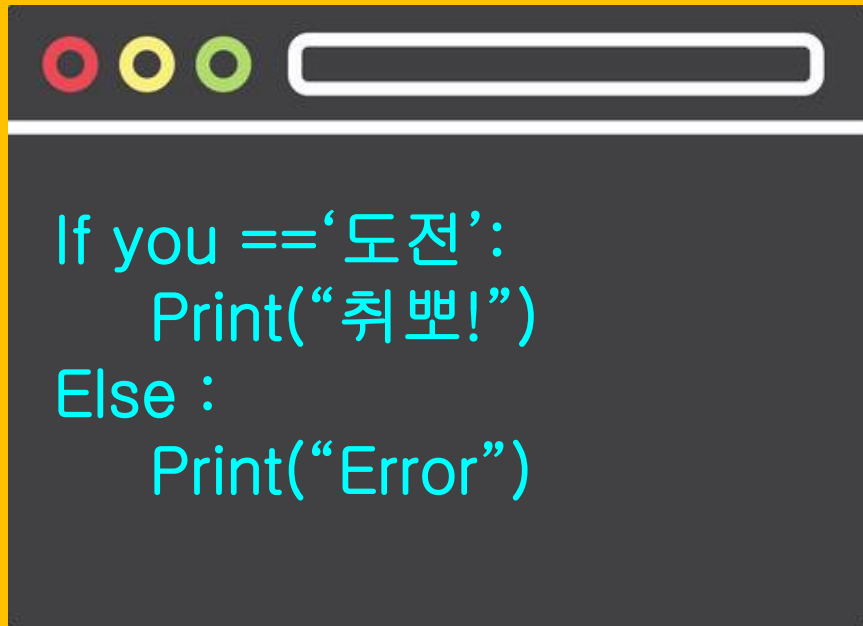 If you ==‘도전’:
Print(“취뽀!”)
Else :
Print(“Error”)